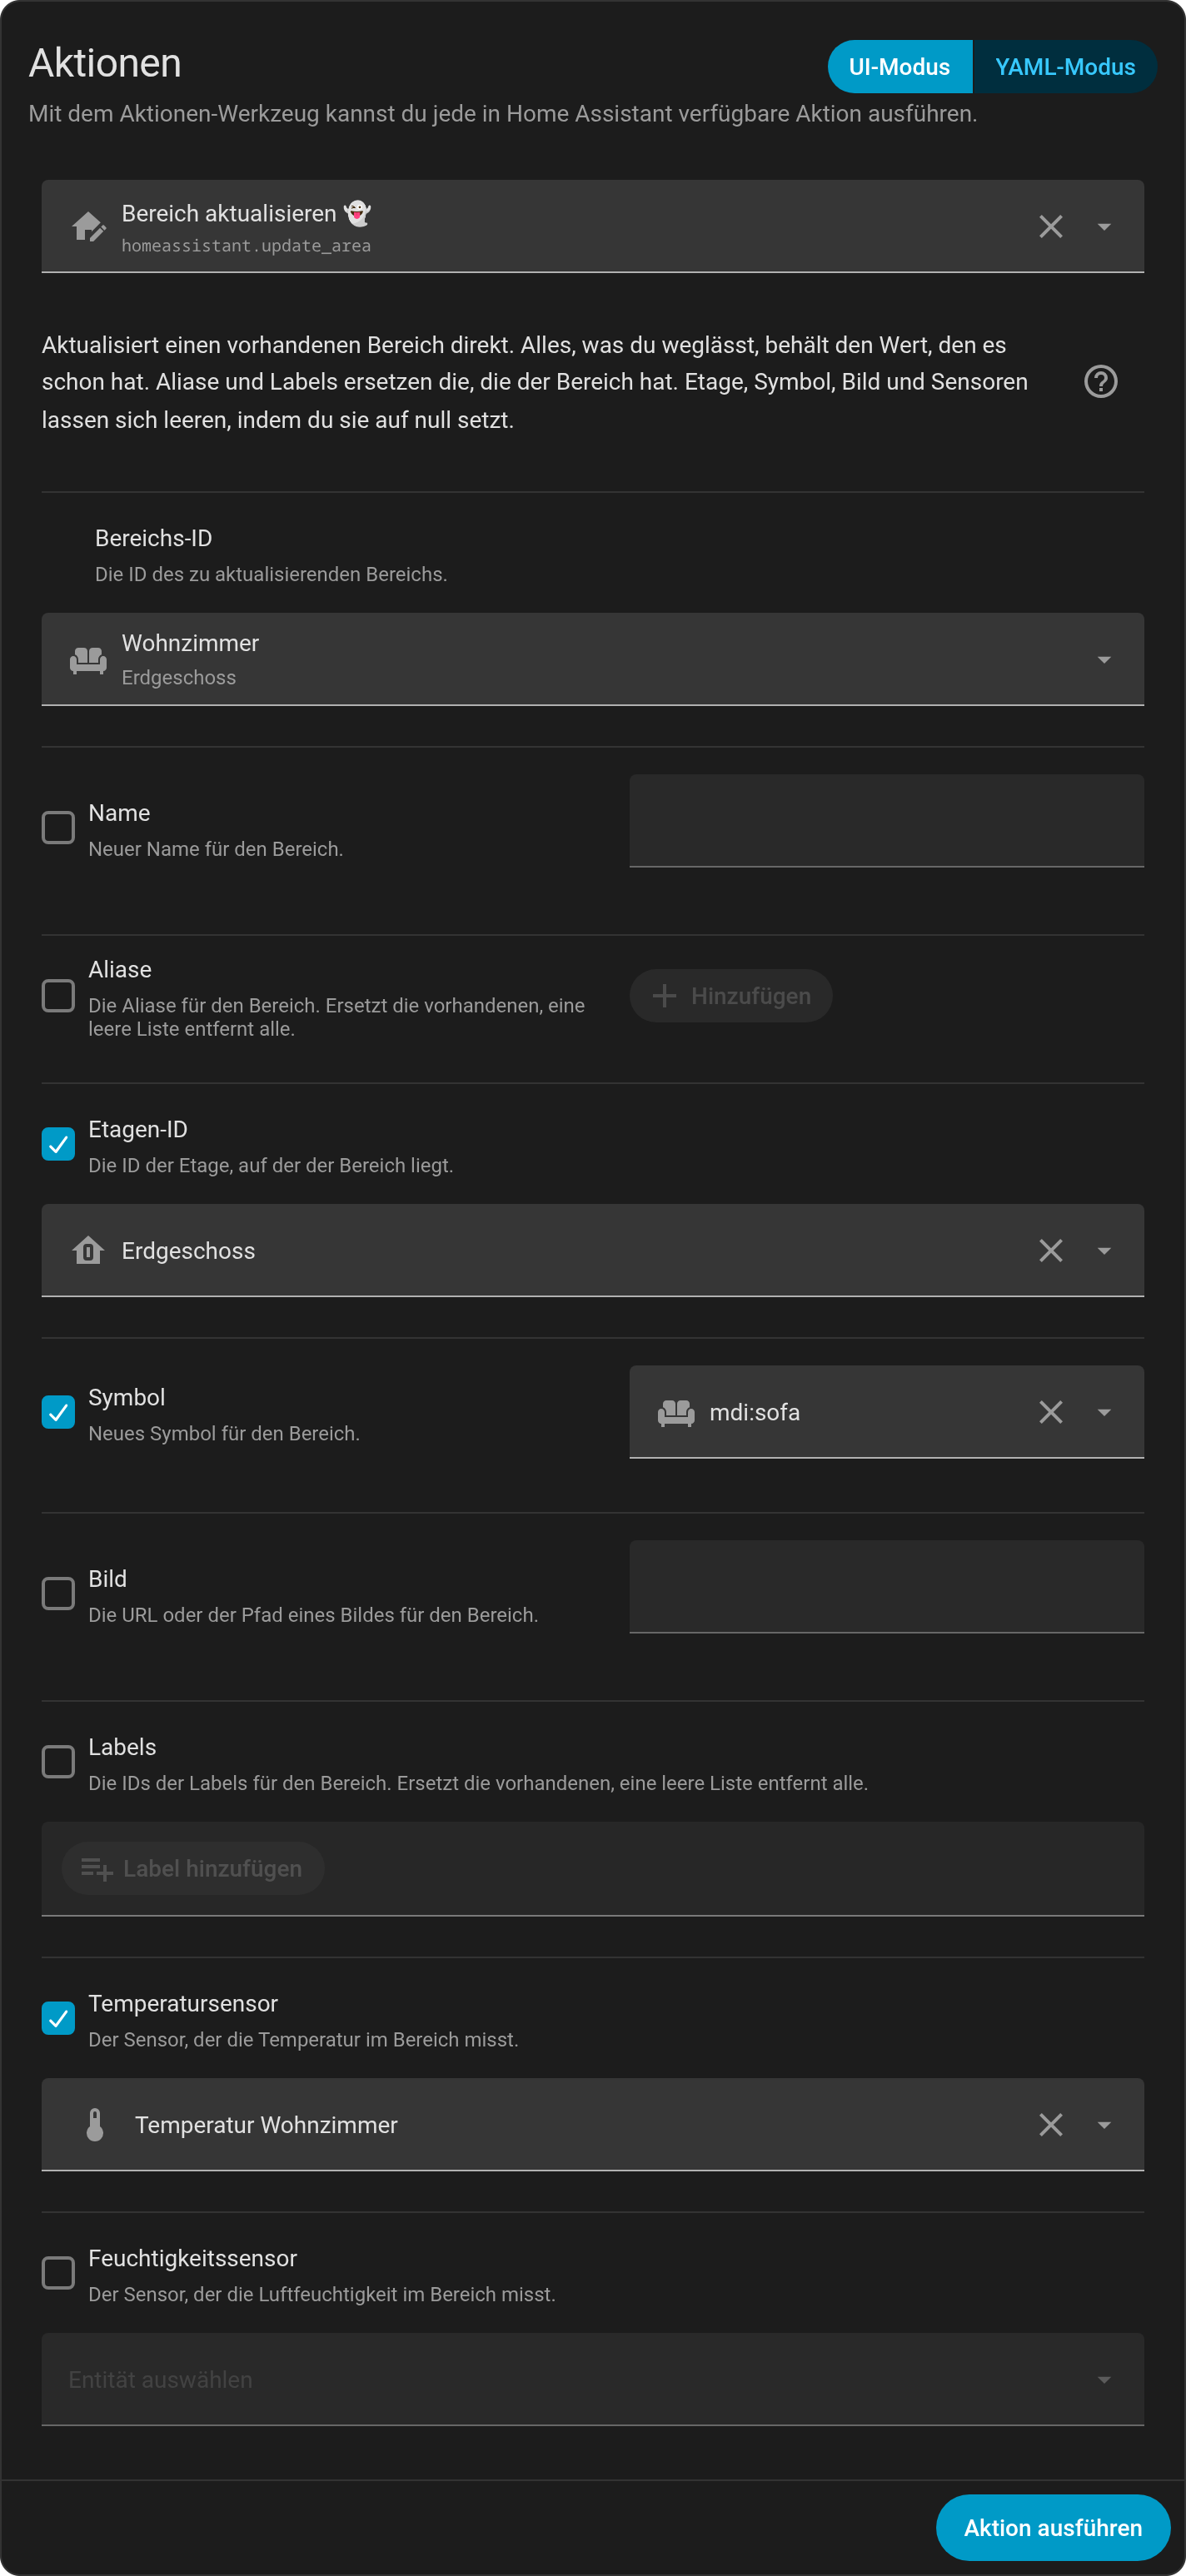 Aktionen
UI-Modus
YAML-Modus
Mit dem Aktionen-Werkzeug kannst du jede in Home Assistant verfügbare Aktion ausführen.
Bereich aktualisieren 👻
homeassistant.update_area
Aktualisiert einen vorhandenen Bereich direkt. Alles, was du weglässt, behält den Wert, den es
schon hat. Aliase und Labels ersetzen die, die der Bereich hat. Etage, Symbol, Bild und Sensoren
lassen sich leeren, indem du sie auf null setzt.
Bereichs-ID
Die ID des zu aktualisierenden Bereichs.
Wohnzimmer
Erdgeschoss
Name
Neuer Name für den Bereich.
Aliase
Die Aliase für den Bereich. Ersetzt die vorhandenen, eine
leere Liste entfernt alle.
Hinzufügen
Etagen-ID
Die ID der Etage, auf der der Bereich liegt.
Erdgeschoss
Symbol
Neues Symbol für den Bereich.
mdi:sofa
Bild
Die URL oder der Pfad eines Bildes für den Bereich.
Labels
Die IDs der Labels für den Bereich. Ersetzt die vorhandenen, eine leere Liste entfernt alle.
Label hinzufügen
Temperatursensor
Der Sensor, der die Temperatur im Bereich misst.
Temperatur Wohnzimmer
Feuchtigkeitssensor
Der Sensor, der die Luftfeuchtigkeit im Bereich misst.
Entität auswählen
Aktion ausführen